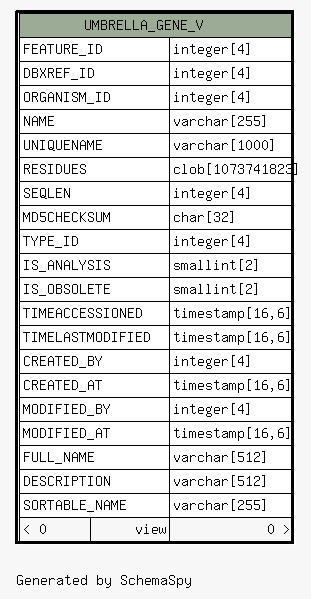 UMBRELLA_GENE_V
FEATURE_ID integer[4]
DBXREF_ID integer[4]
ORGANISM_ID integer[4]
NAME varchar[255]
UNIQUENAME varchar[1000]
RESIDUES clob[1073741823]
SEQLEN integer[4]
MD5CHECKSUM char[32]
TYPE_ID integer[4]
IS_ANALYSIS smallint[2]
IS_OBSOLETE smallint[2]
TIMEACCESSIONED timestamp[16,6]
TIMELASTMODIFIED timestamp[16,6]
CREATED_BY integer[4]
CREATED_AT timestamp[16,6]
MODIFIED_BY integer[4]
MODIFIED_AT timestamp[16,6]
FULL_NAME varchar[512]
DESCRIPTION varchar[512]
SORTABLE_NAME varchar[255]
< 0 view 0 >
Generated by SchemaSpy